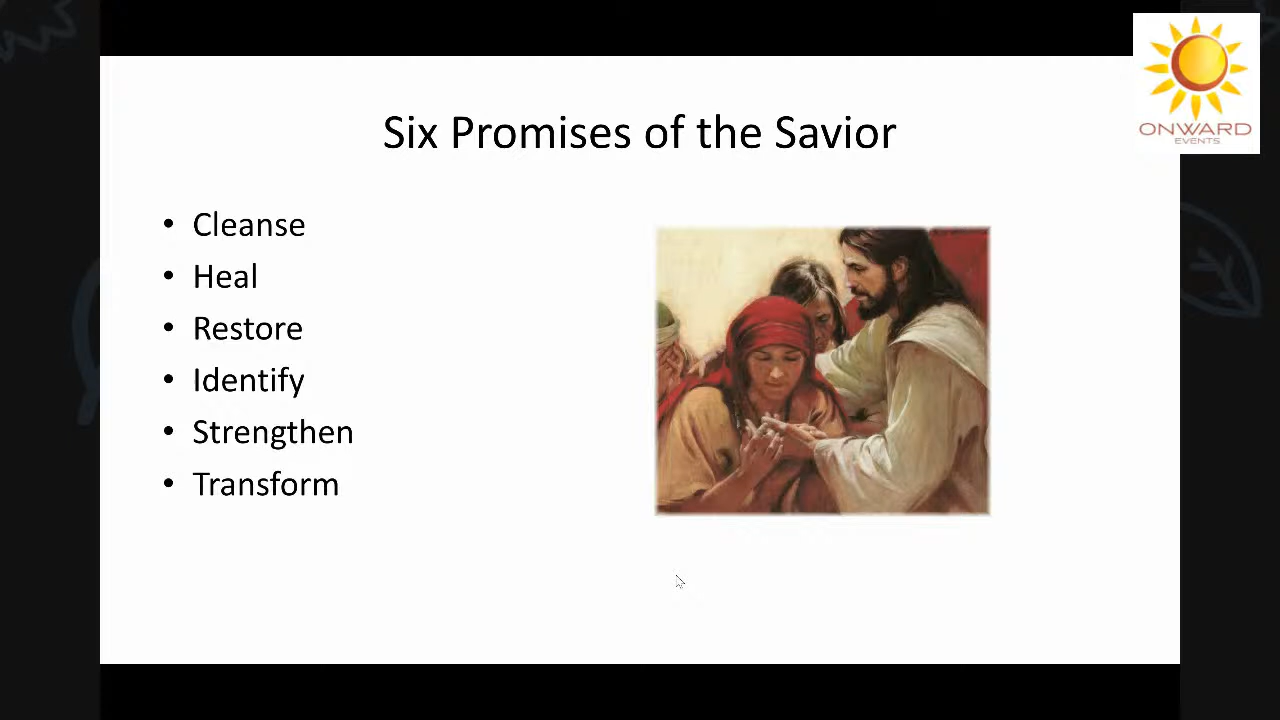 Six Promises of the Savior
• Cleanse
• Heal
• Restore
• Identify
• Strengthen
• Transform
ONWARD
EVENTS